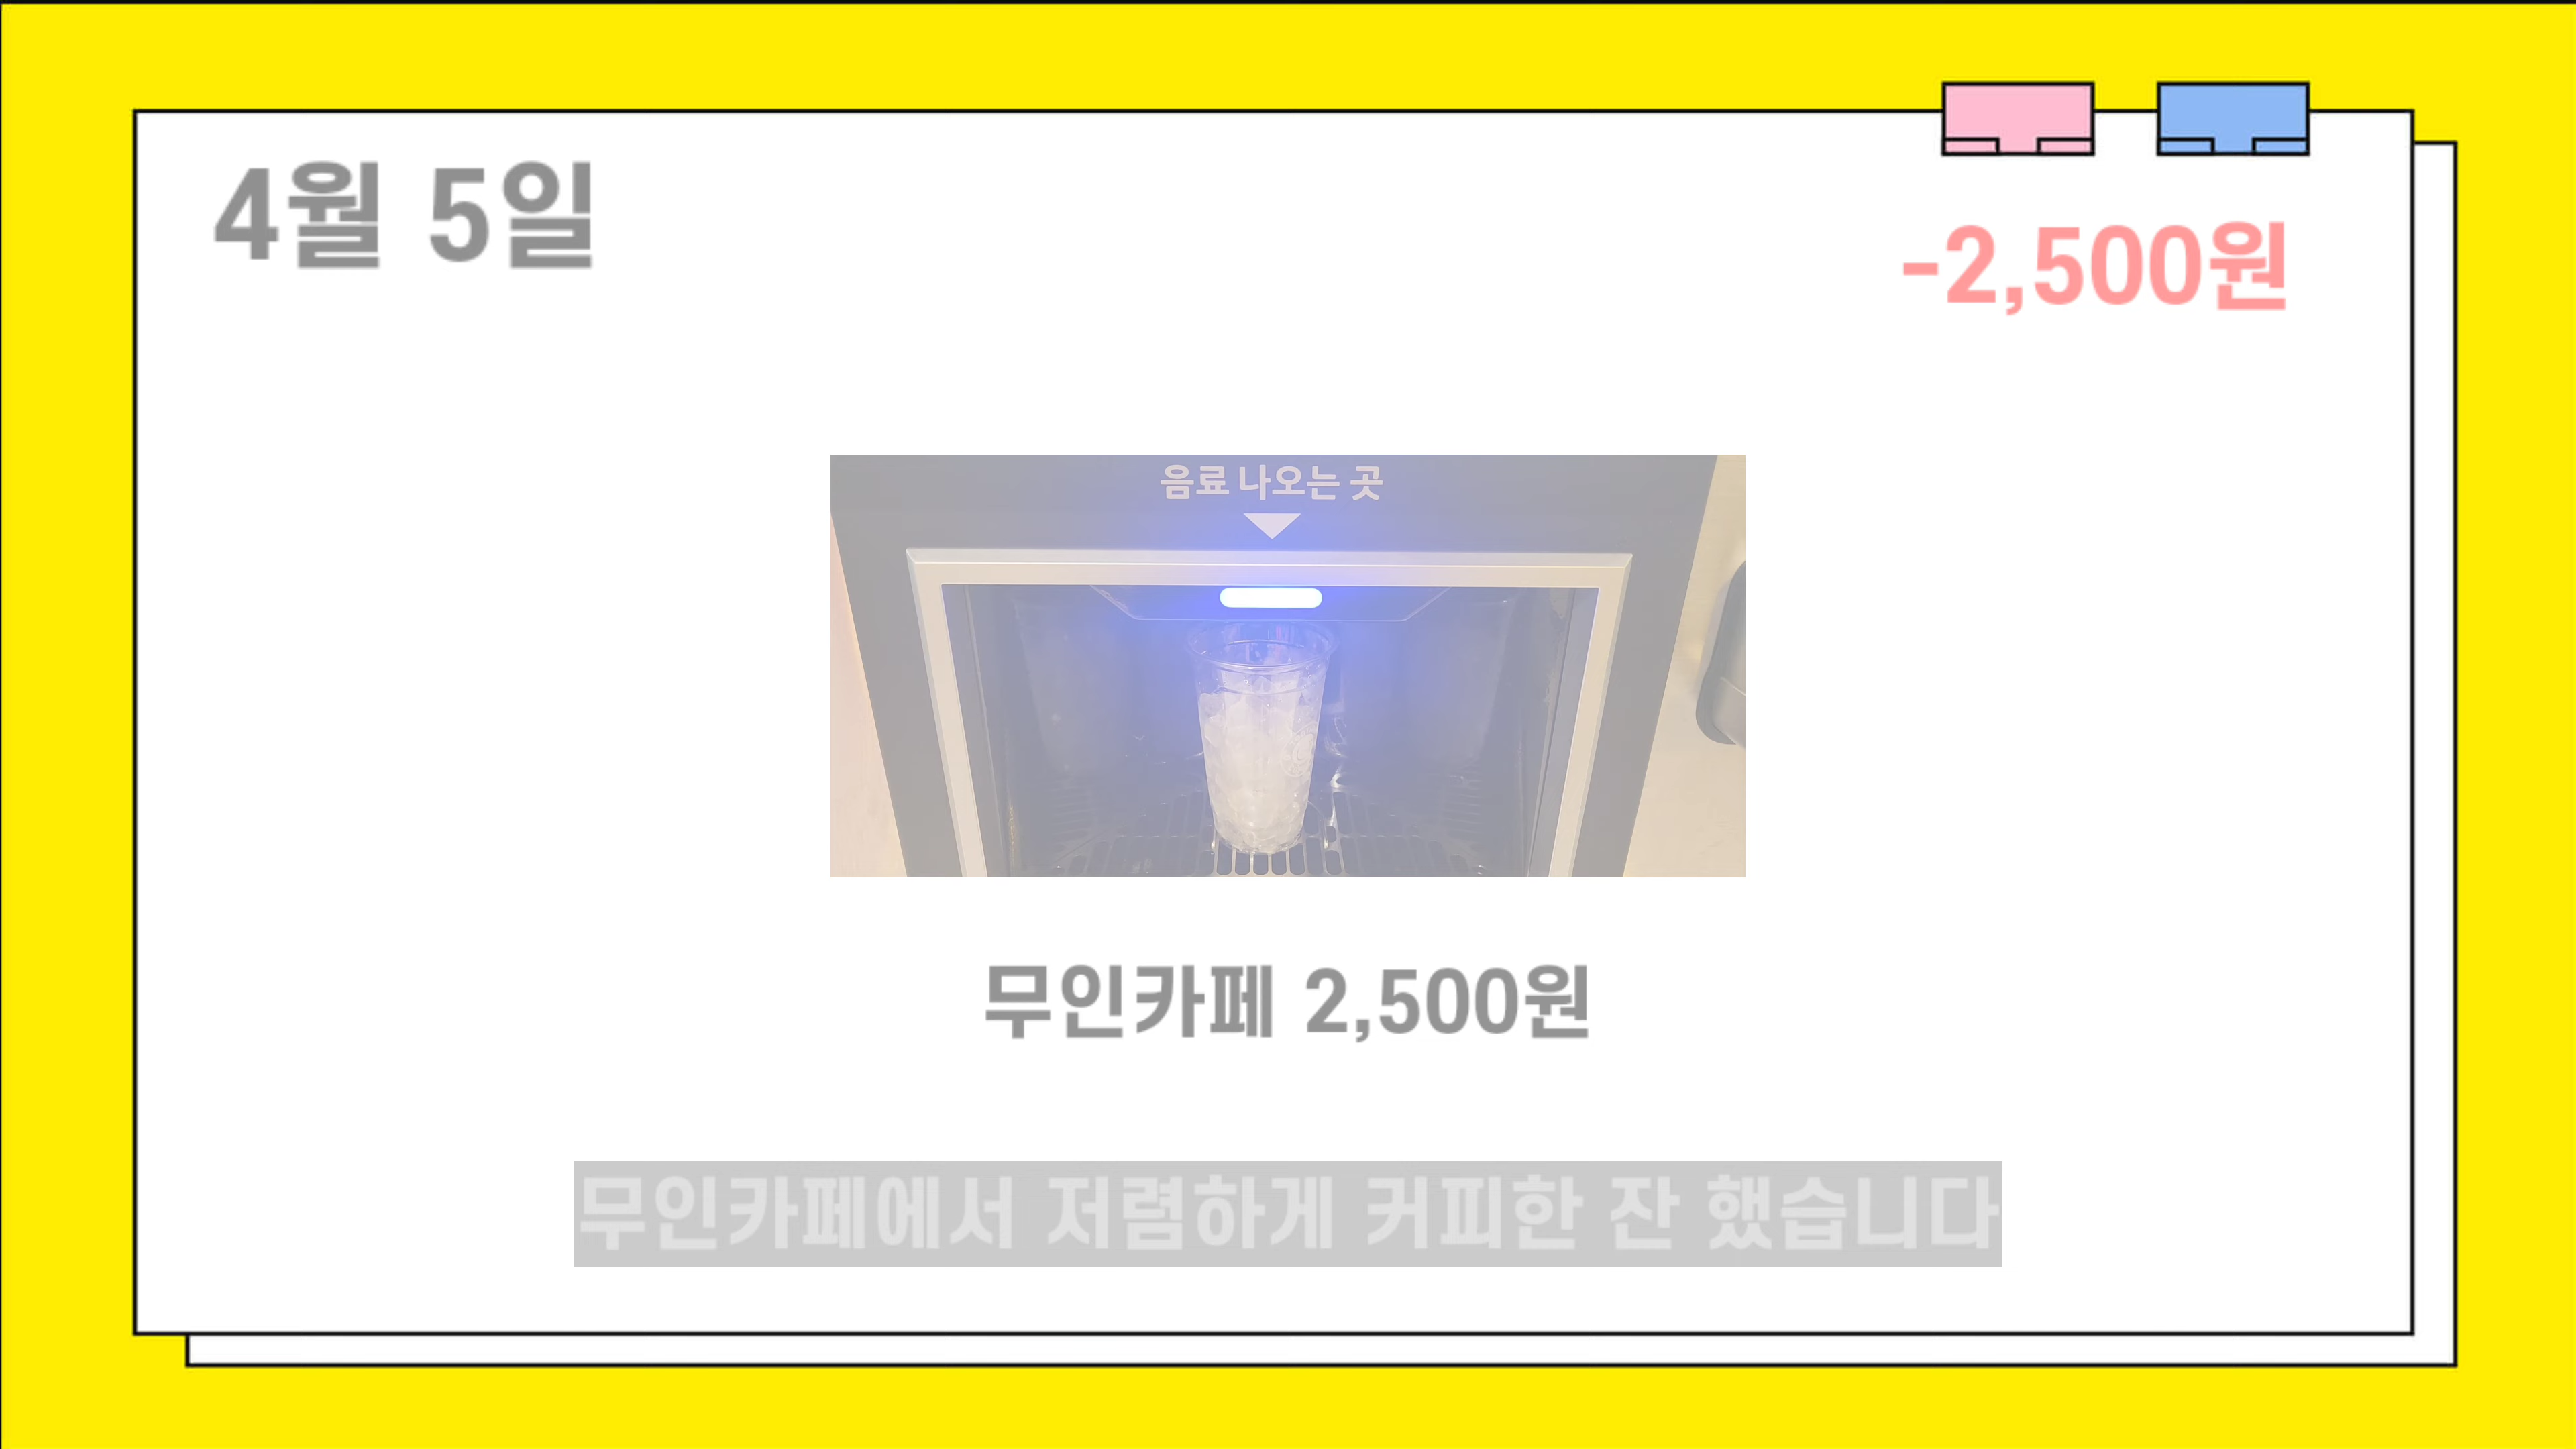 4월 5일
-2,500원
음료 나오는 곳
무인카페 2,500원
무인카페에서 저렴하게 커피한 잔 했습니다